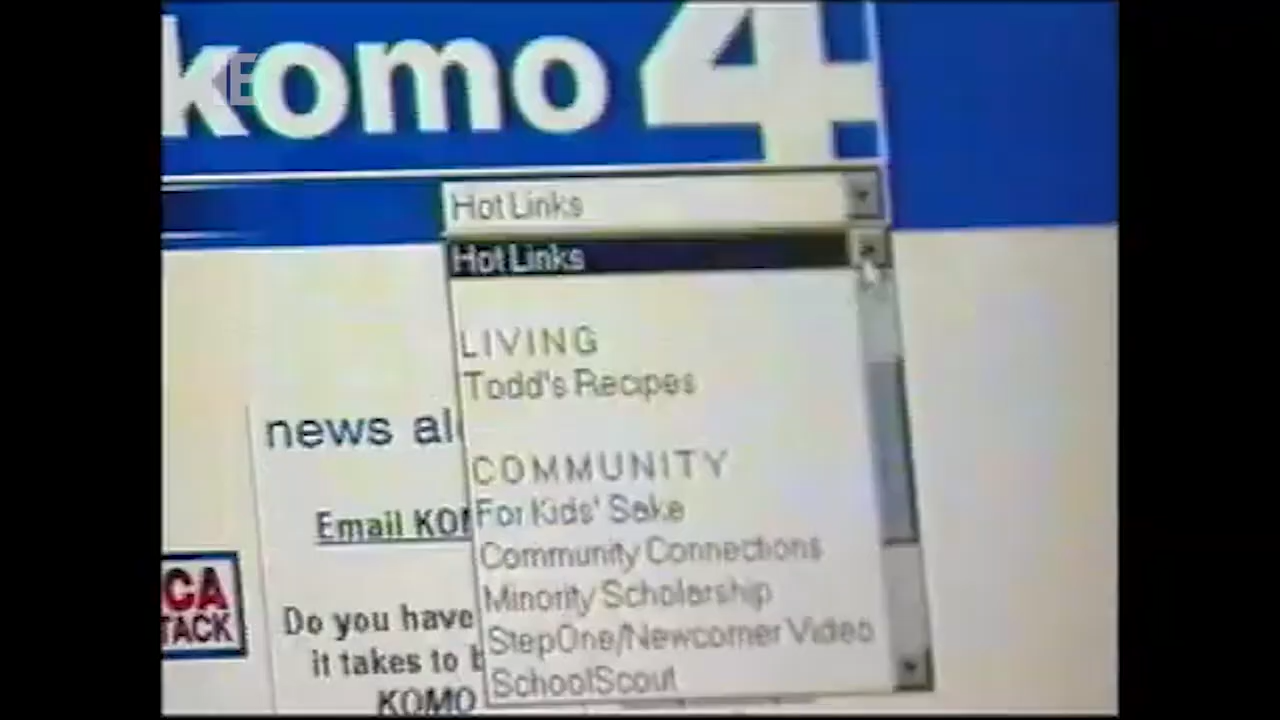 komo 4
Hot Links
Hot Links
LIVING
Todd's Recipes
news al
COMMUNITY
For Kids' Sake
Email KO
Community Connections
Minority Scholarship
CA
TACK
Do you have
StepOne/Newcomer Video
it takes to
SchoolScout
KOMO